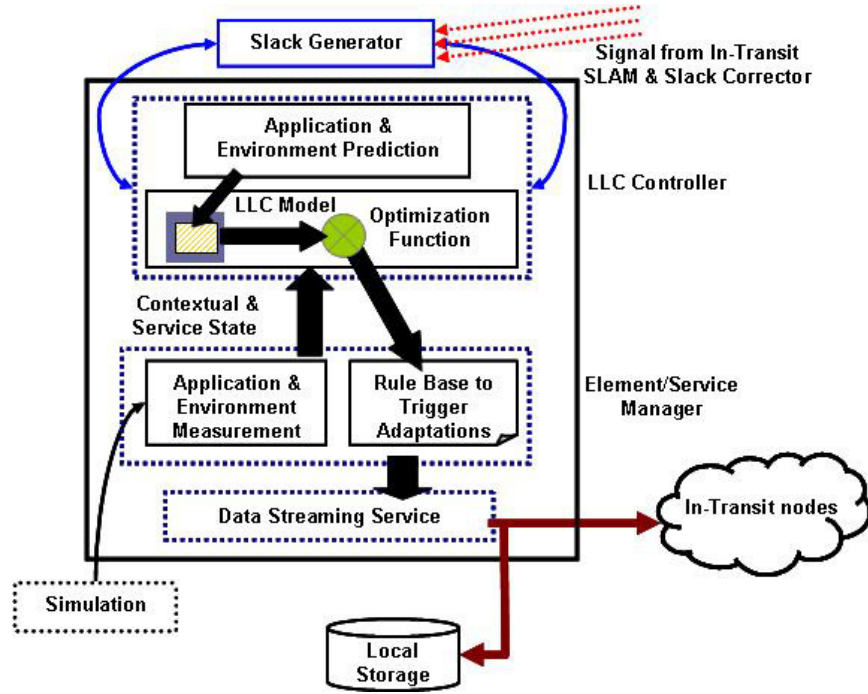 Slack Generator
Signal from In-Transit
SLAM & Slack Corrector
Application &
Environment Prediction
LLC Controller
LLC Model
Optimization
Function
Contextual &
Service State
Application &
Environment
Measurement
Rule Base to
Trigger
Adaptations
Element/Service
Manager
Data Streaming Service
In-Transit nodes
Simulation
Local
Storage